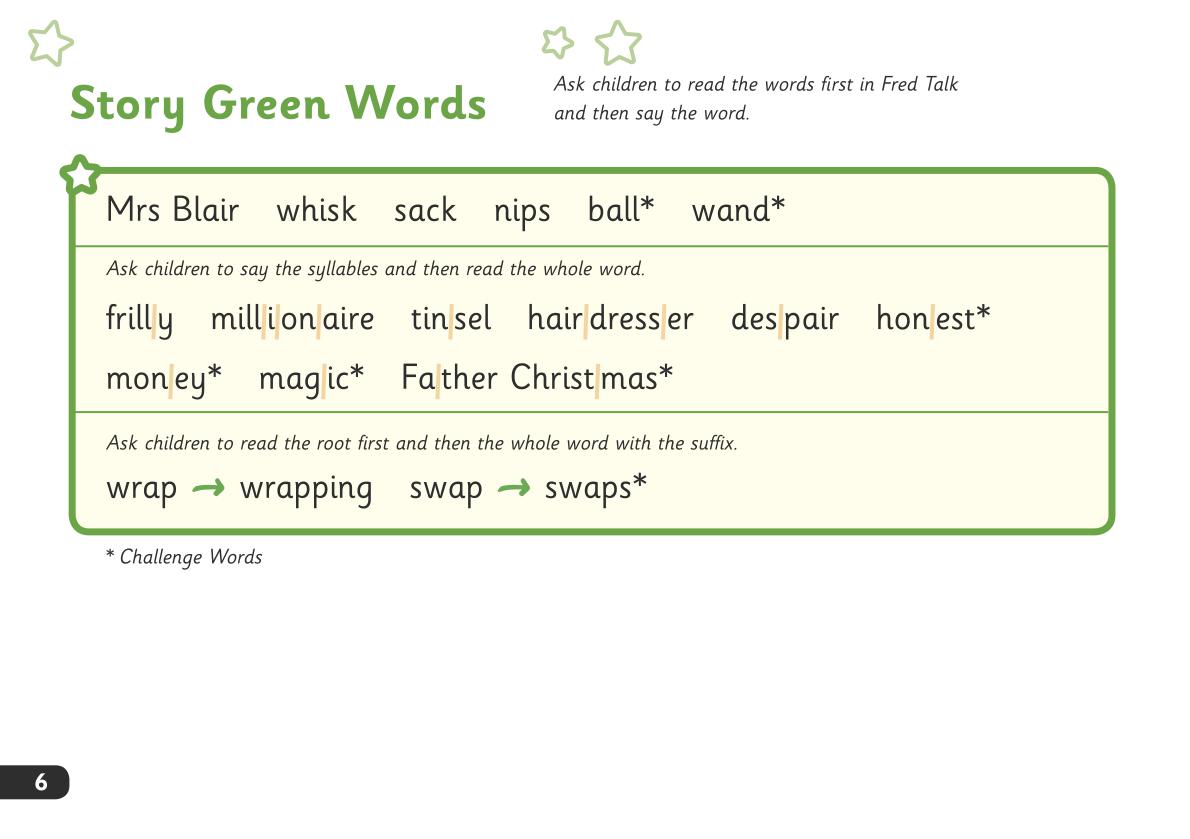 Story Green Words
Ask children to read the words first in Fred Talk
and then say the word.
Mrs Blair whisk sack nips ball* wand*
Ask children to say the syllables and then read the whole word.
frill|y mill|i|on|aire tin|sel hair|dress|er des|pair hon|est*
mon|ey* mag|ic* Fa|ther Christ|mas*
Ask children to read the root first and then the whole word with the suffix.
wrap → wrapping swap → swaps*
* Challenge Words
6